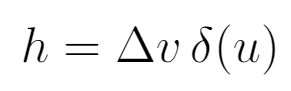 h = Δv δ(u)